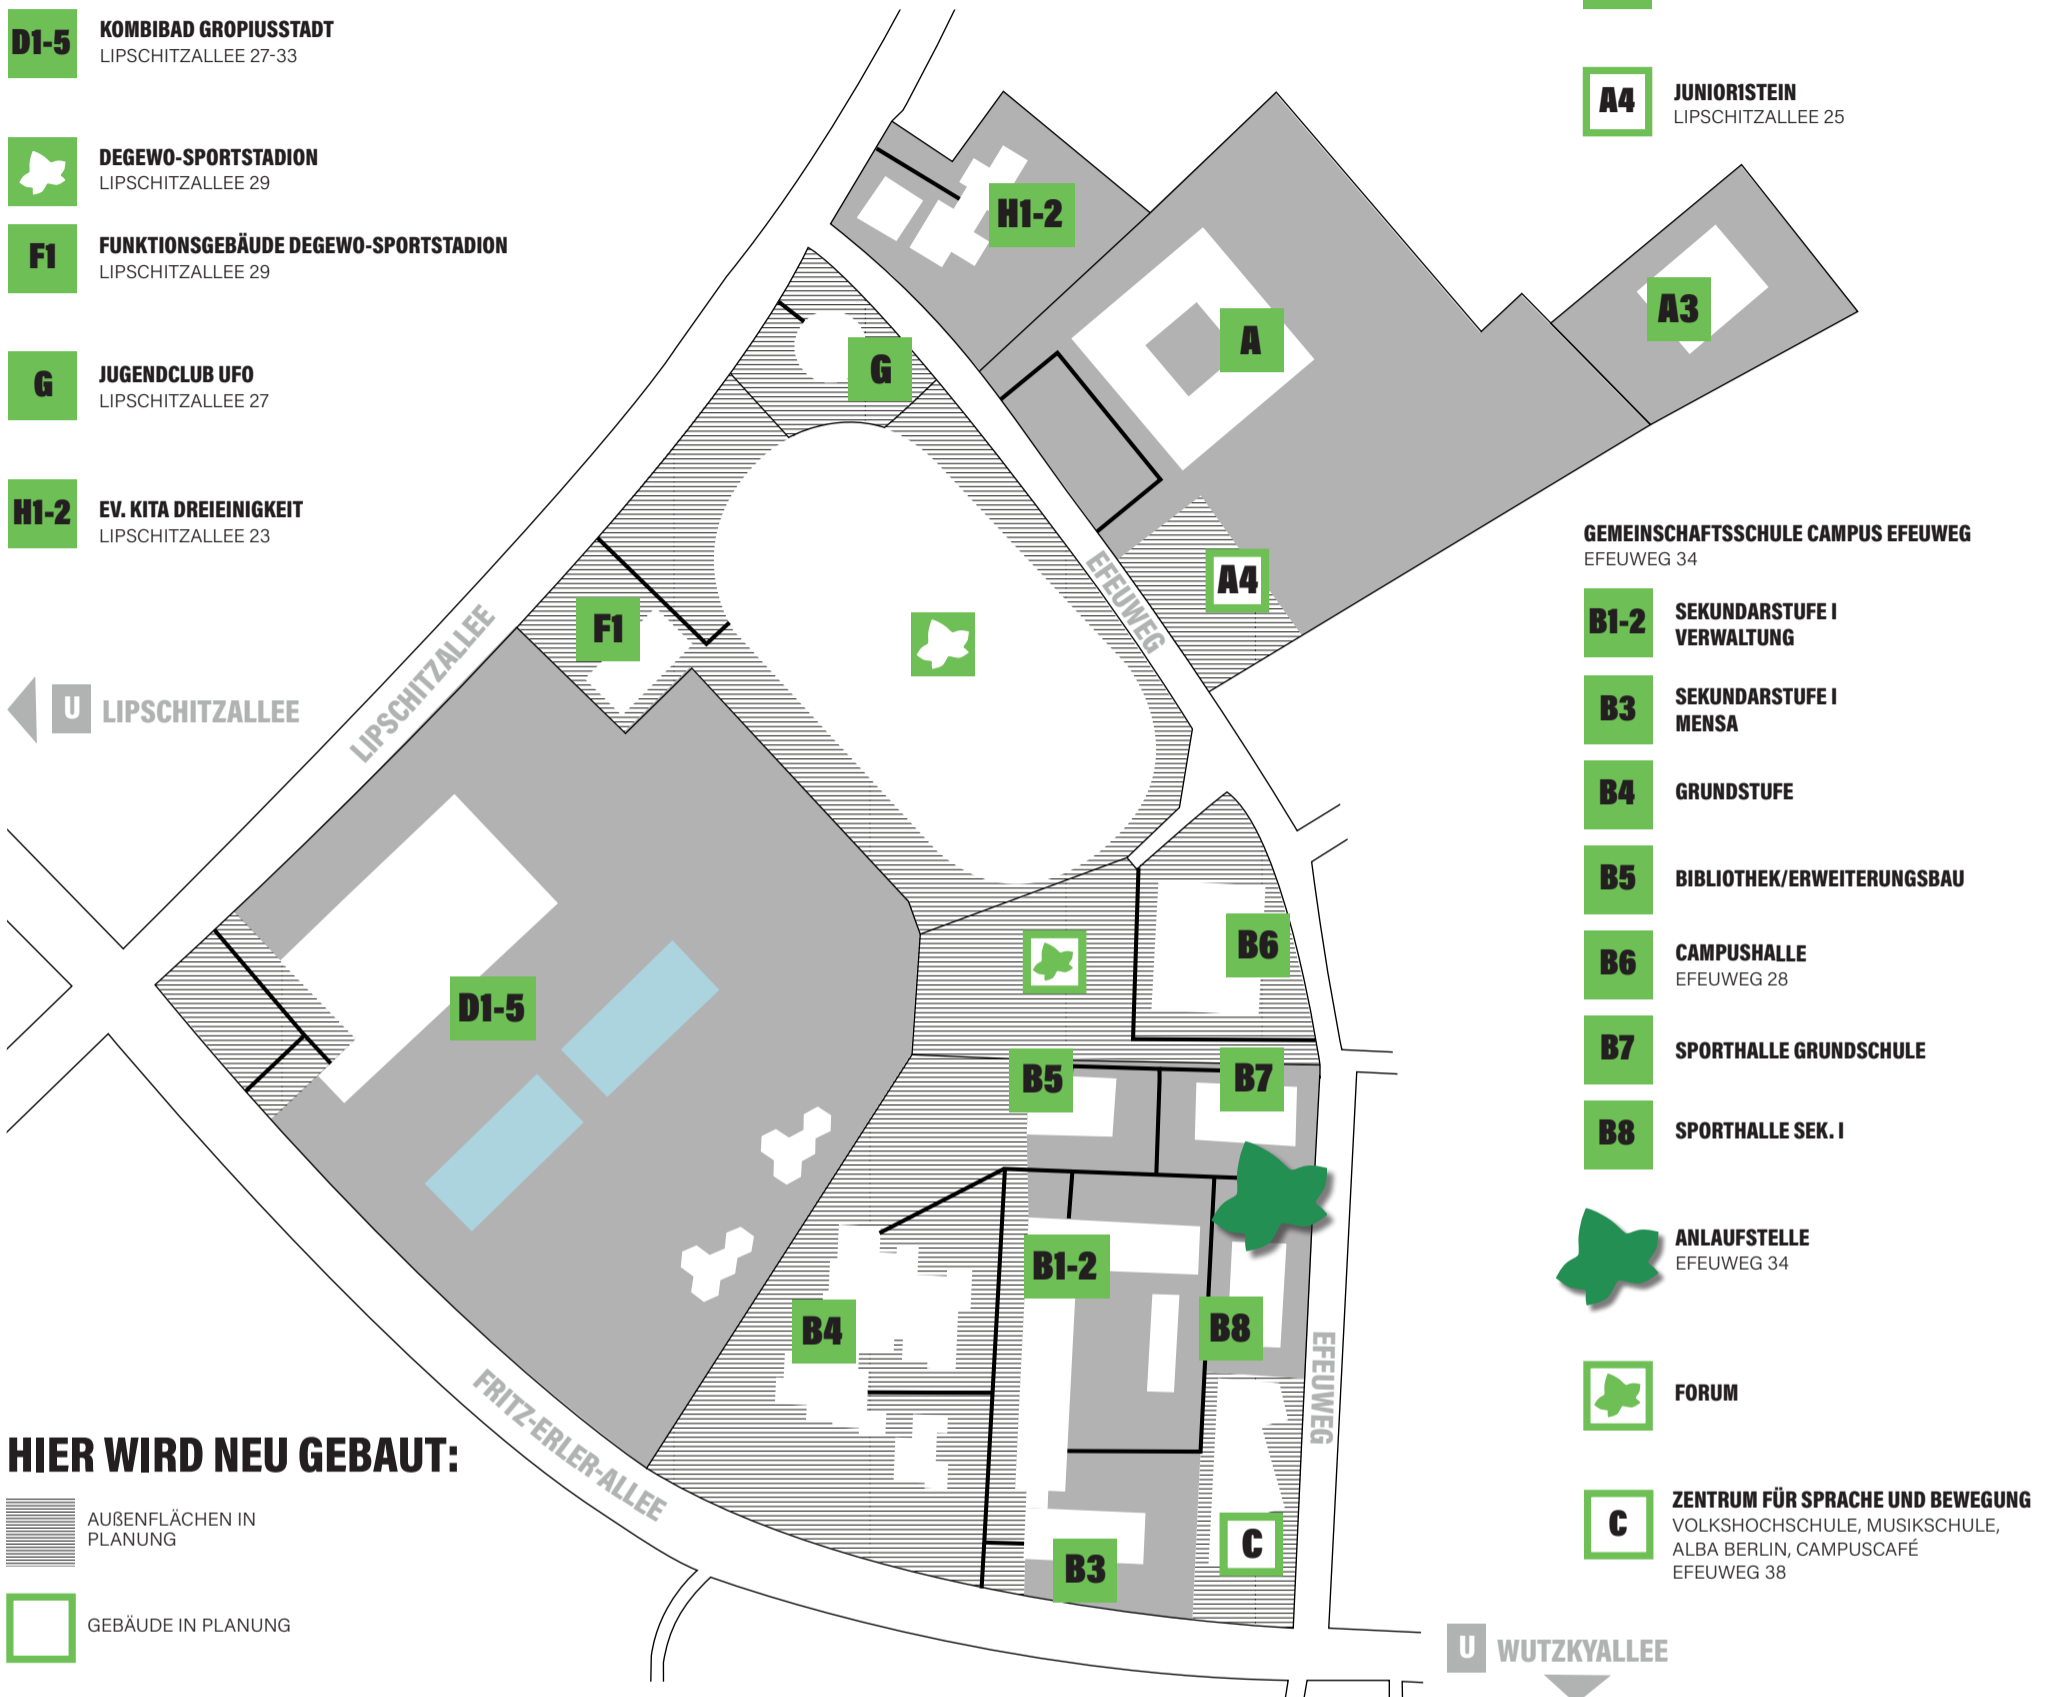 D1-5
KOMBIBAD GROPIUSSTADT
LIPSCHITZALLEE 27-33
DEGEWO-SPORTSTADION
LIPSCHITZALLEE 29
F1
FUNKTIONSGEBÄUDE DEGEWO-SPORTSTADION
LIPSCHITZALLEE 29
G
JUGENDCLUB UFO
LIPSCHITZALLEE 27
H1-2
EV. KITA DREIEINIGKEIT
LIPSCHITZALLEE 23
U LIPSCHITZALLEE
HIER WIRD NEU GEBAUT:
AUßENFLÄCHEN IN
PLANUNG
GEBÄUDE IN PLANUNG
H1-2
A
A3
G
A4
F1
LIPSCHITZALLEE
EFEUWEG
D1-5
B6
B5
B7
B1-2
B4
B8
FRITZ-ERLER-ALLEE
EFEUWEG
B3
C
A4
JUNIOR1STEIN
LIPSCHITZALLEE 25
GEMEINSCHAFTSSCHULE CAMPUS EFEUWEG
EFEUWEG 34
B1-2
SEKUNDARSTUFE I
VERWALTUNG
B3
SEKUNDARSTUFE I
MENSA
B4
GRUNDSTUFE
B5
BIBLIOTHEK/ERWEITERUNGSBAU
B6
CAMPUSHALLE
EFEUWEG 28
B7
SPORTHALLE GRUNDSCHULE
B8
SPORTHALLE SEK. I
ANLAUFSTELLE
EFEUWEG 34
FORUM
C
ZENTRUM FÜR SPRACHE UND BEWEGUNG
VOLKSHOCHSCHULE, MUSIKSCHULE,
ALBA BERLIN, CAMPUSCAFÉ
EFEUWEG 38
U WUTZKYALLEE